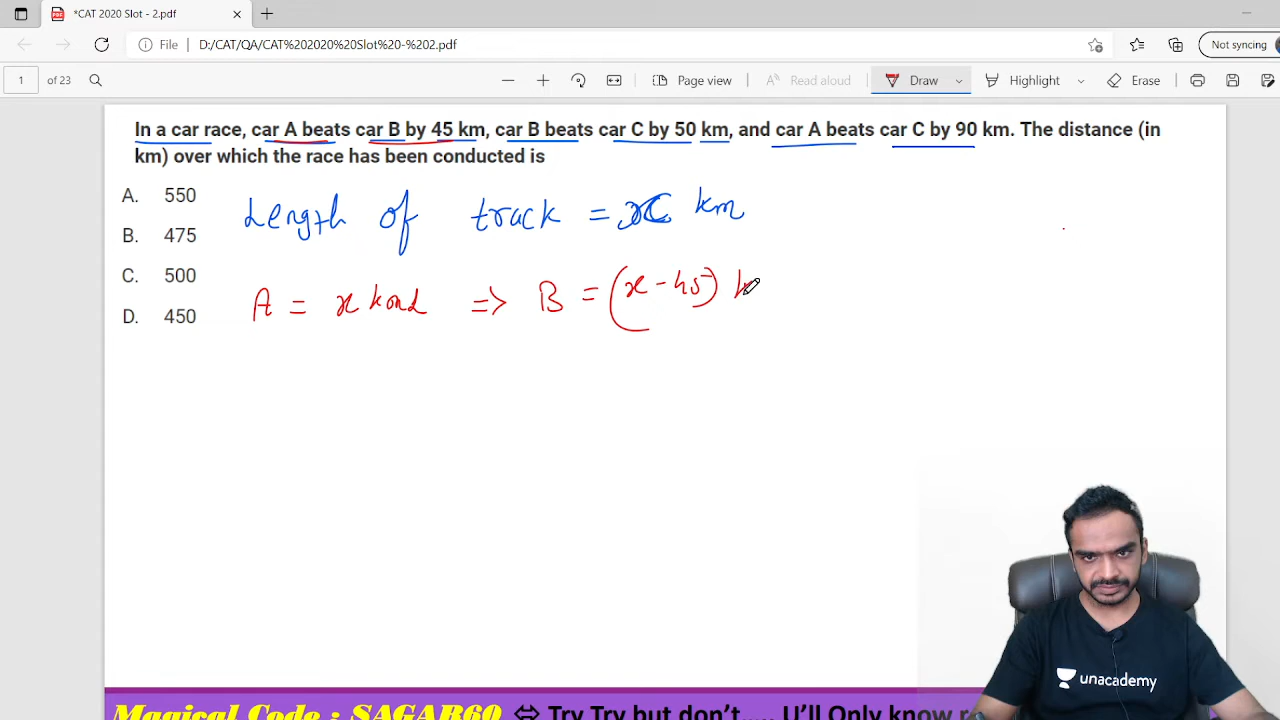 *CAT 2020 Slot - 2.pdf
File D:/CAT/QA/CAT%202020%20Slot%20-%202.pdf Not syncing
1 of 23 Page view Read aloud Draw Highlight Erase
In a car race, car A beats car B by 45 km, car B beats car C by 50 km, and car A beats car C by 90 km. The distance (in
km) over which the race has been conducted is
A. 550
B. 475
C. 500
D. 450
Length of track = x km
A = x km => B = (x - 45) k
unacademy
Magical Code : SAGAR60 ⇔ Try Try but don't..... U'll Only know